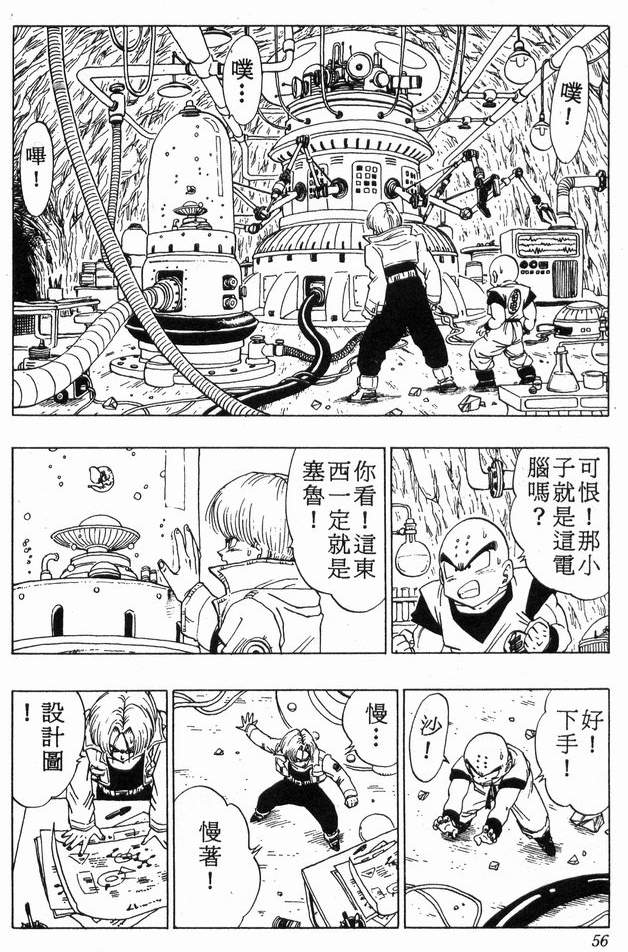 噗！
噗…
嗶！
可恨！那小
子就是這電
腦嗎？
你看！這東
西一定就是
塞魯！
好！
下手！
沙！
慢…
慢著！
設計圖
！
56